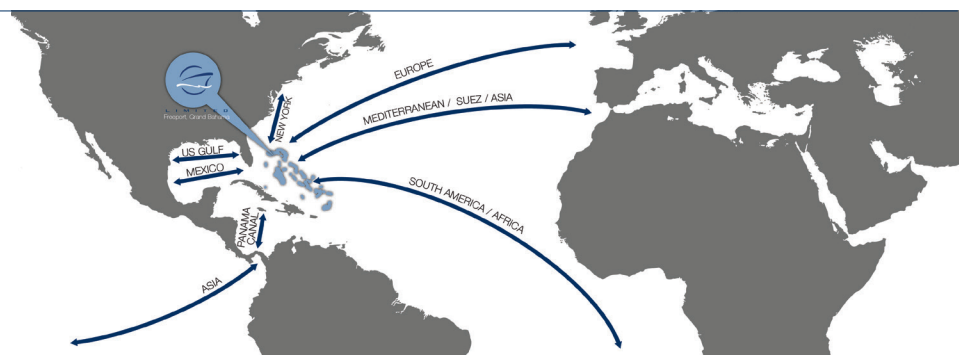 EUROPE
MEDITERRANEAN / SUEZ / ASIA
NEW YORK
Freeport, Grand Bahama
US GULF
MEXICO
SOUTH AMERICA / AFRICA
PANAMA
CANAL
ASIA